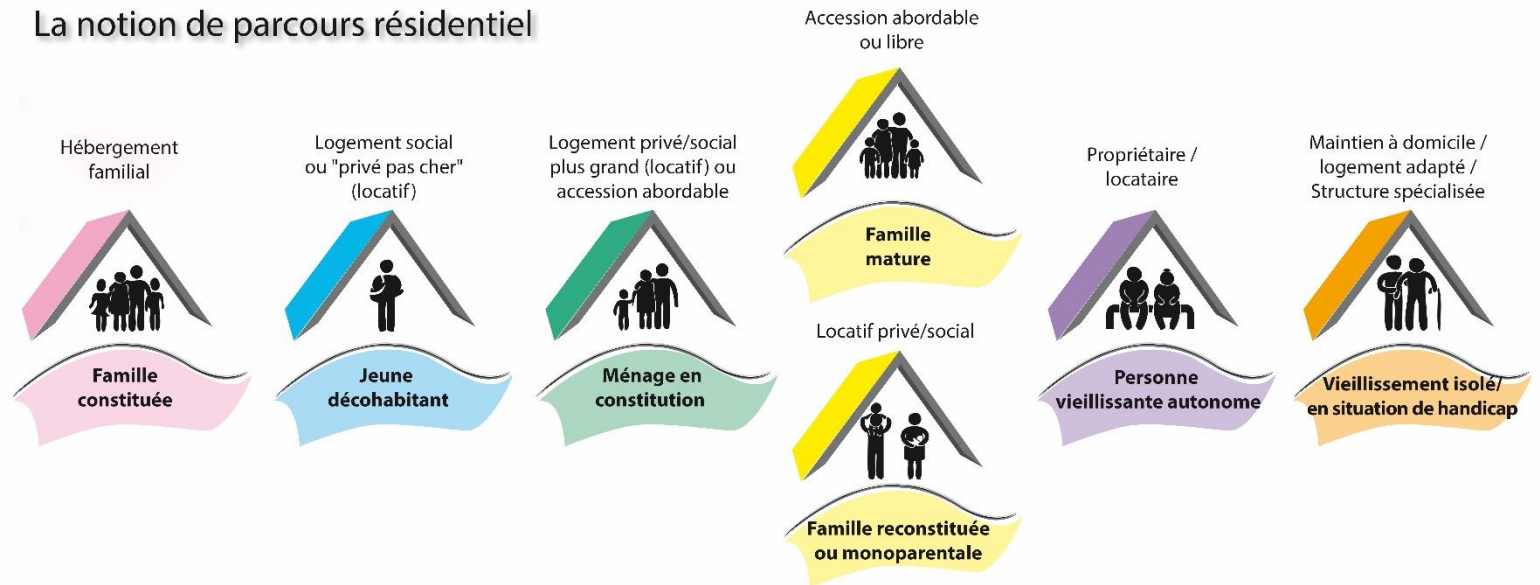 La notion de parcours résidentiel
Hébergement
familial
Famille
constituée
Logement social
ou "privé pas cher"
(locatif)
Jeune
décohabitant
Logement privé/social
plus grand (locatif) ou
accession abordable
Ménage en
constitution
Accession abordable
ou libre
Famille
mature
Locatif privé/social
Famille reconstituée
ou monoparentale
Propriétaire /
locataire
Personne
vieillissante autonome
Maintien à domicile /
logement adapté /
Structure spécialisée
Vieillissement isolé/
en situation de handicap